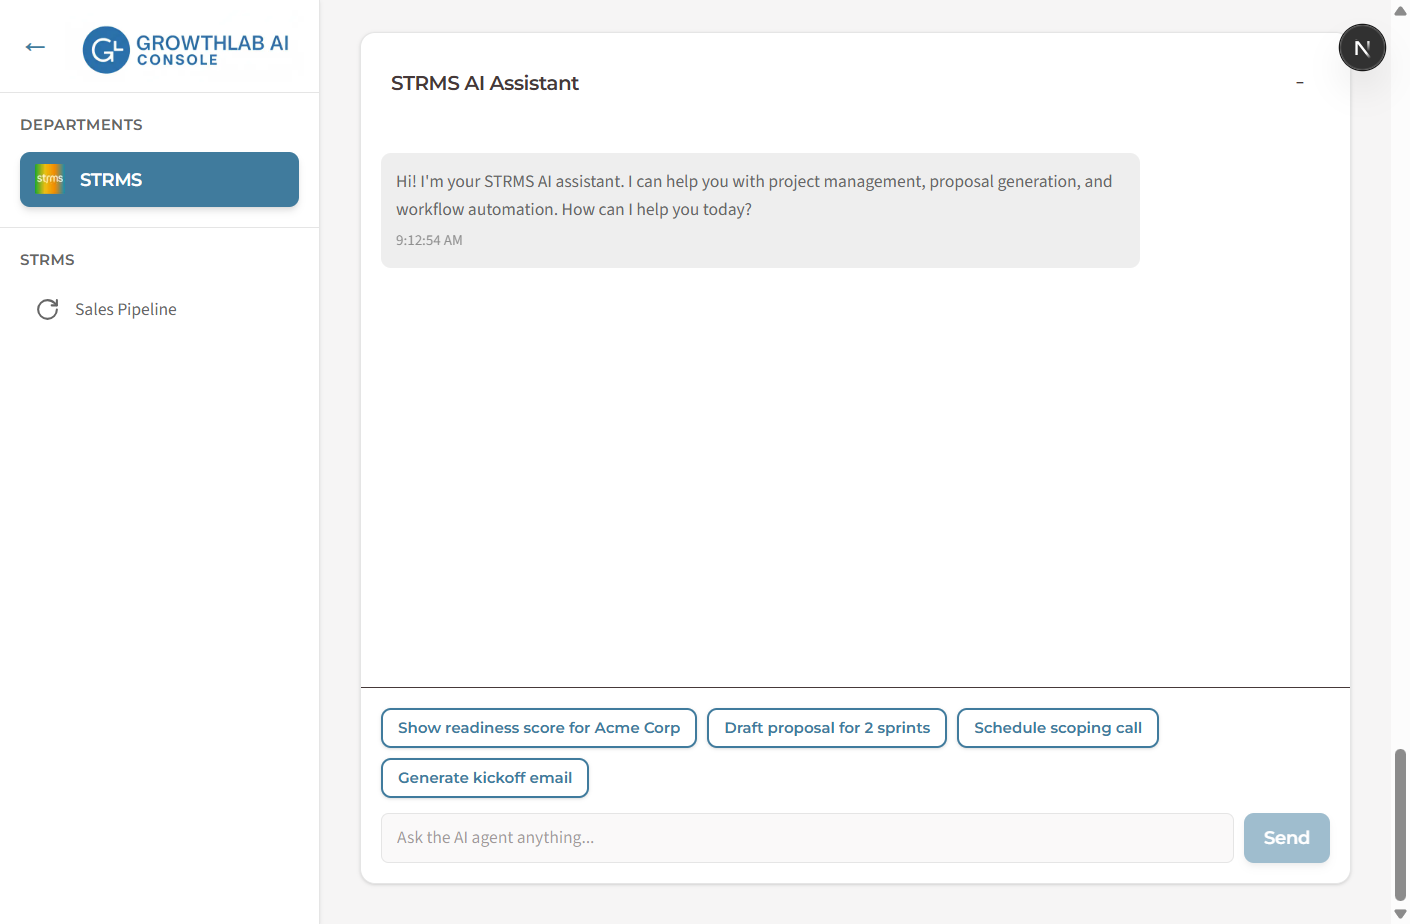 ←
GROWTHLAB AI
CONSOLE
DEPARTMENTS
strms
STRMS
STRMS
Sales Pipeline
N
STRMS AI Assistant
–
Hi! I'm your STRMS AI assistant. I can help you with project management, proposal generation, and
workflow automation. How can I help you today?
9:12:54 AM
Show readiness score for Acme Corp
Draft proposal for 2 sprints
Schedule scoping call
Generate kickoff email
Ask the AI agent anything...
Send